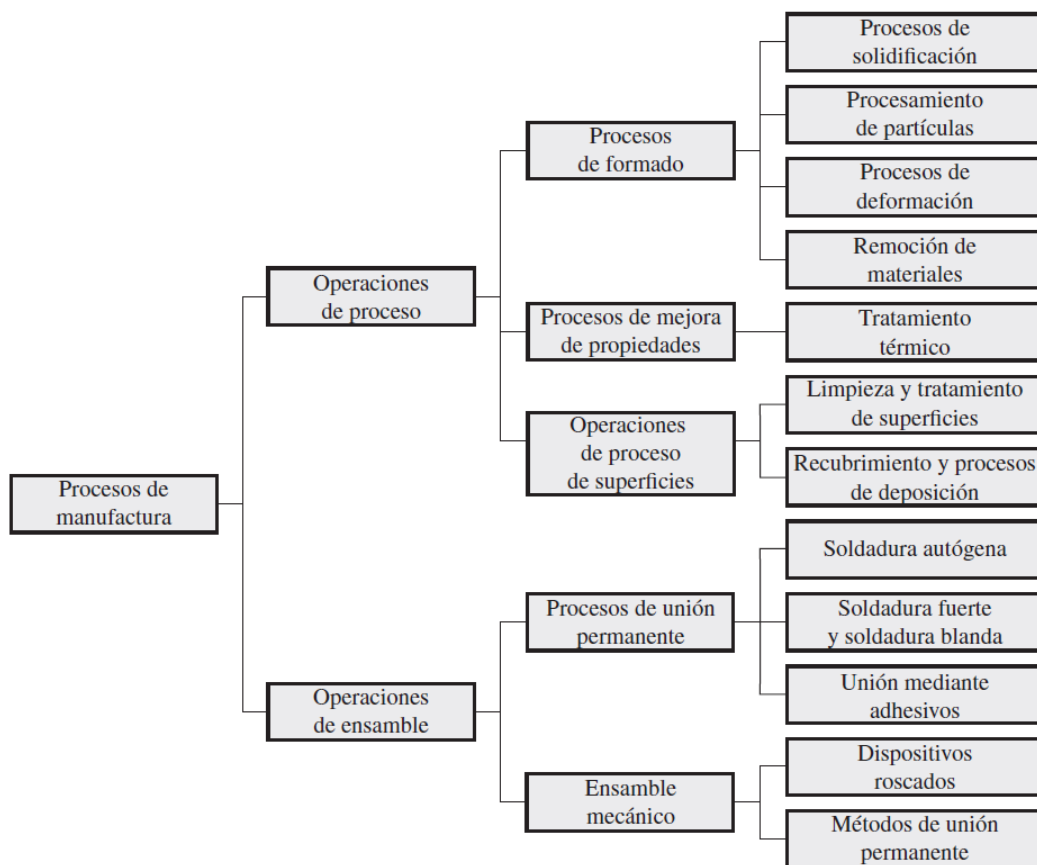 Procesos de
manufactura
Operaciones
de proceso
Procesos
de formado
Procesos de
solidificación
Procesamiento
de partículas
Procesos de
deformación
Remoción de
materiales
Procesos de mejora
de propiedades
Tratamiento
térmico
Operaciones
de proceso
de superficies
Limpieza y tratamiento
de superficies
Recubrimiento y procesos
de deposición
Operaciones
de ensamble
Procesos de unión
permanente
Soldadura autógena
Soldadura fuerte
y soldadura blanda
Unión mediante
adhesivos
Ensamble
mecánico
Dispositivos
roscados
Métodos de unión
permanente